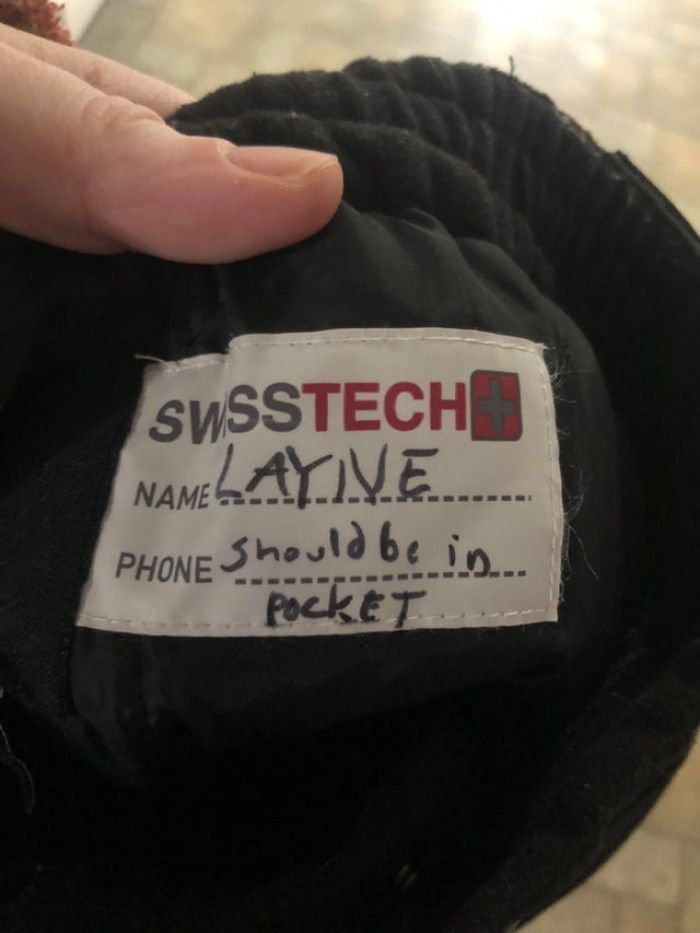 SWISSTECH
NAME LAYNE
PHONE should be in
POCKET